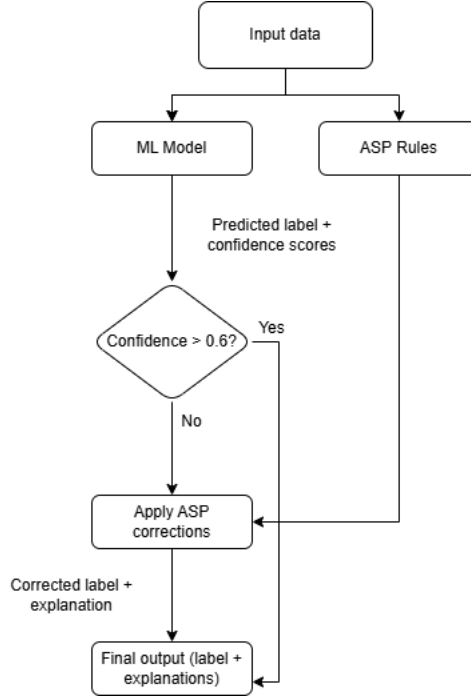 Input data
ML Model
ASP Rules
Predicted label +
confidence scores
Confidence > 0.6?
Yes
No
Apply ASP
corrections
Corrected label +
explanation
Final output (label +
explanations)